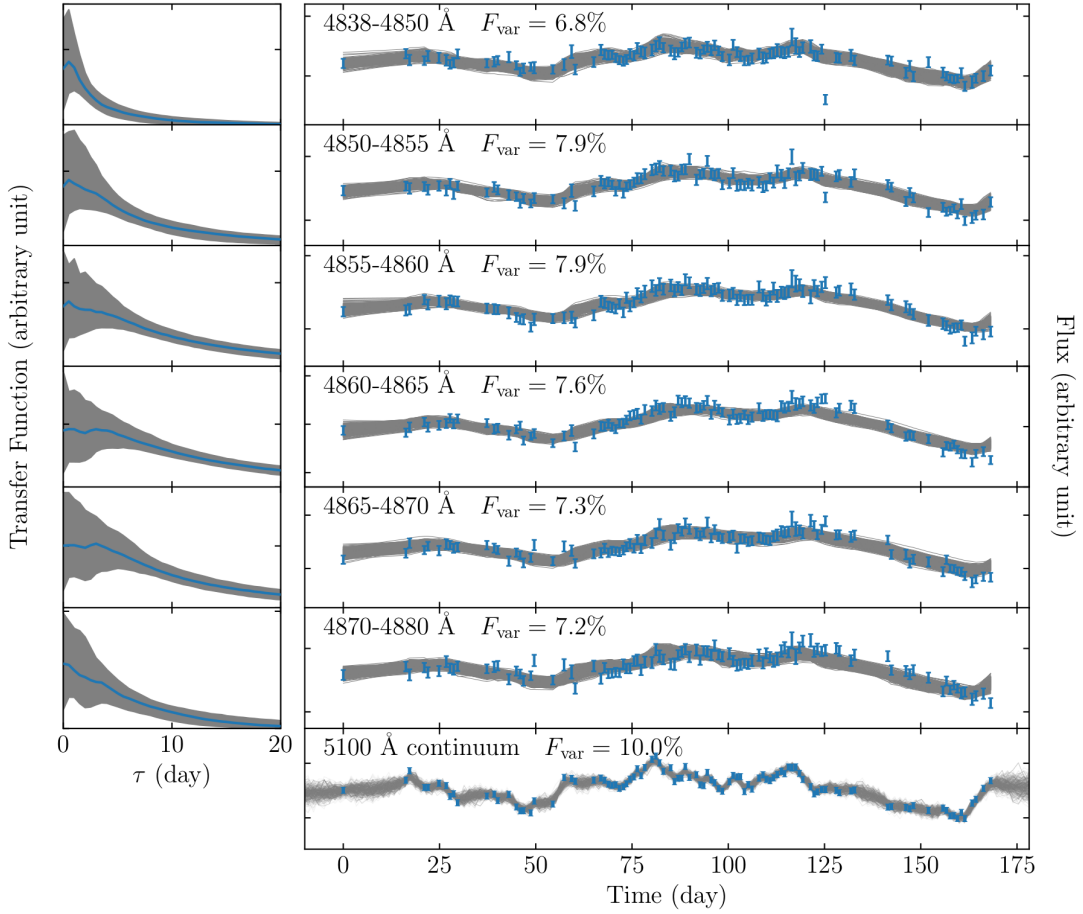 Transfer Function (arbitrary unit)
4838-4850 Å F_var = 6.8%
4850-4855 Å F_var = 7.9%
4855-4860 Å F_var = 7.9%
4860-4865 Å F_var = 7.6%
4865-4870 Å F_var = 7.3%
4870-4880 Å F_var = 7.2%
5100 Å continuum F_var = 10.0%
Flux (arbitrary unit)
0 10 20
τ (day)
0 25 50 75 100 125 150 175
Time (day)